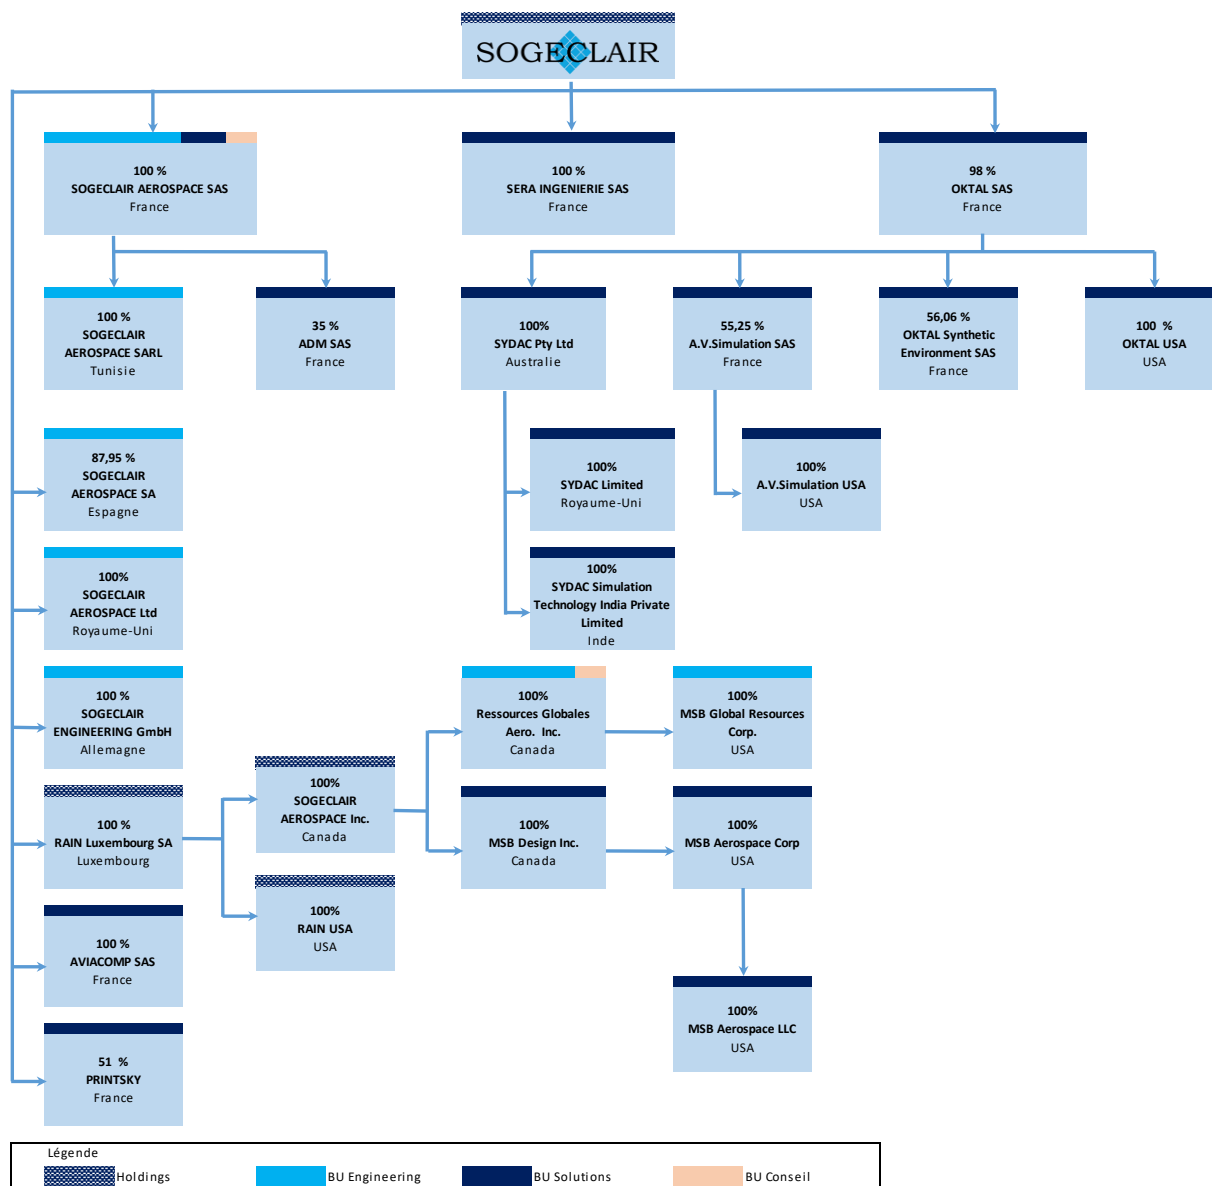 SOGECLAIR
100 %
SOGECLAIR AEROSPACE SAS
France
100 %
SERA INGENIERIE SAS
France
98 %
OKTAL SAS
France
100 %
SOGECLAIR
AEROSPACE SARL
Tunisie
35 %
ADM SAS
France
100%
SYDAC Pty Ltd
Australie
55,25 %
A.V.Simulation SAS
France
56,06 %
OKTAL Synthetic
Environment SAS
France
100 %
OKTAL USA
USA
87,95 %
SOGECLAIR
AEROSPACE SA
Espagne
100%
SYDAC Limited
Royaume-Uni
100%
A.V.Simulation USA
USA
100%
SOGECLAIR
AEROSPACE Ltd
Royaume-Uni
100%
SYDAC Simulation
Technology India Private
Limited
Inde
100 %
SOGECLAIR
ENGINEERING GmbH
Allemagne
100%
Ressources Globales
Aero. Inc.
Canada
100%
MSB Global Resources
Corp.
USA
100 %
RAIN Luxembourg SA
Luxembourg
100%
SOGECLAIR
AEROSPACE Inc.
Canada
100%
MSB Design Inc.
Canada
100%
MSB Aerospace Corp
USA
100%
RAIN USA
USA
100 %
AVIACOMP SAS
France
100%
MSB Aerospace LLC
USA
51 %
PRINTSKY
France
Légende
Holdings
BU Engineering
BU Solutions
BU Conseil